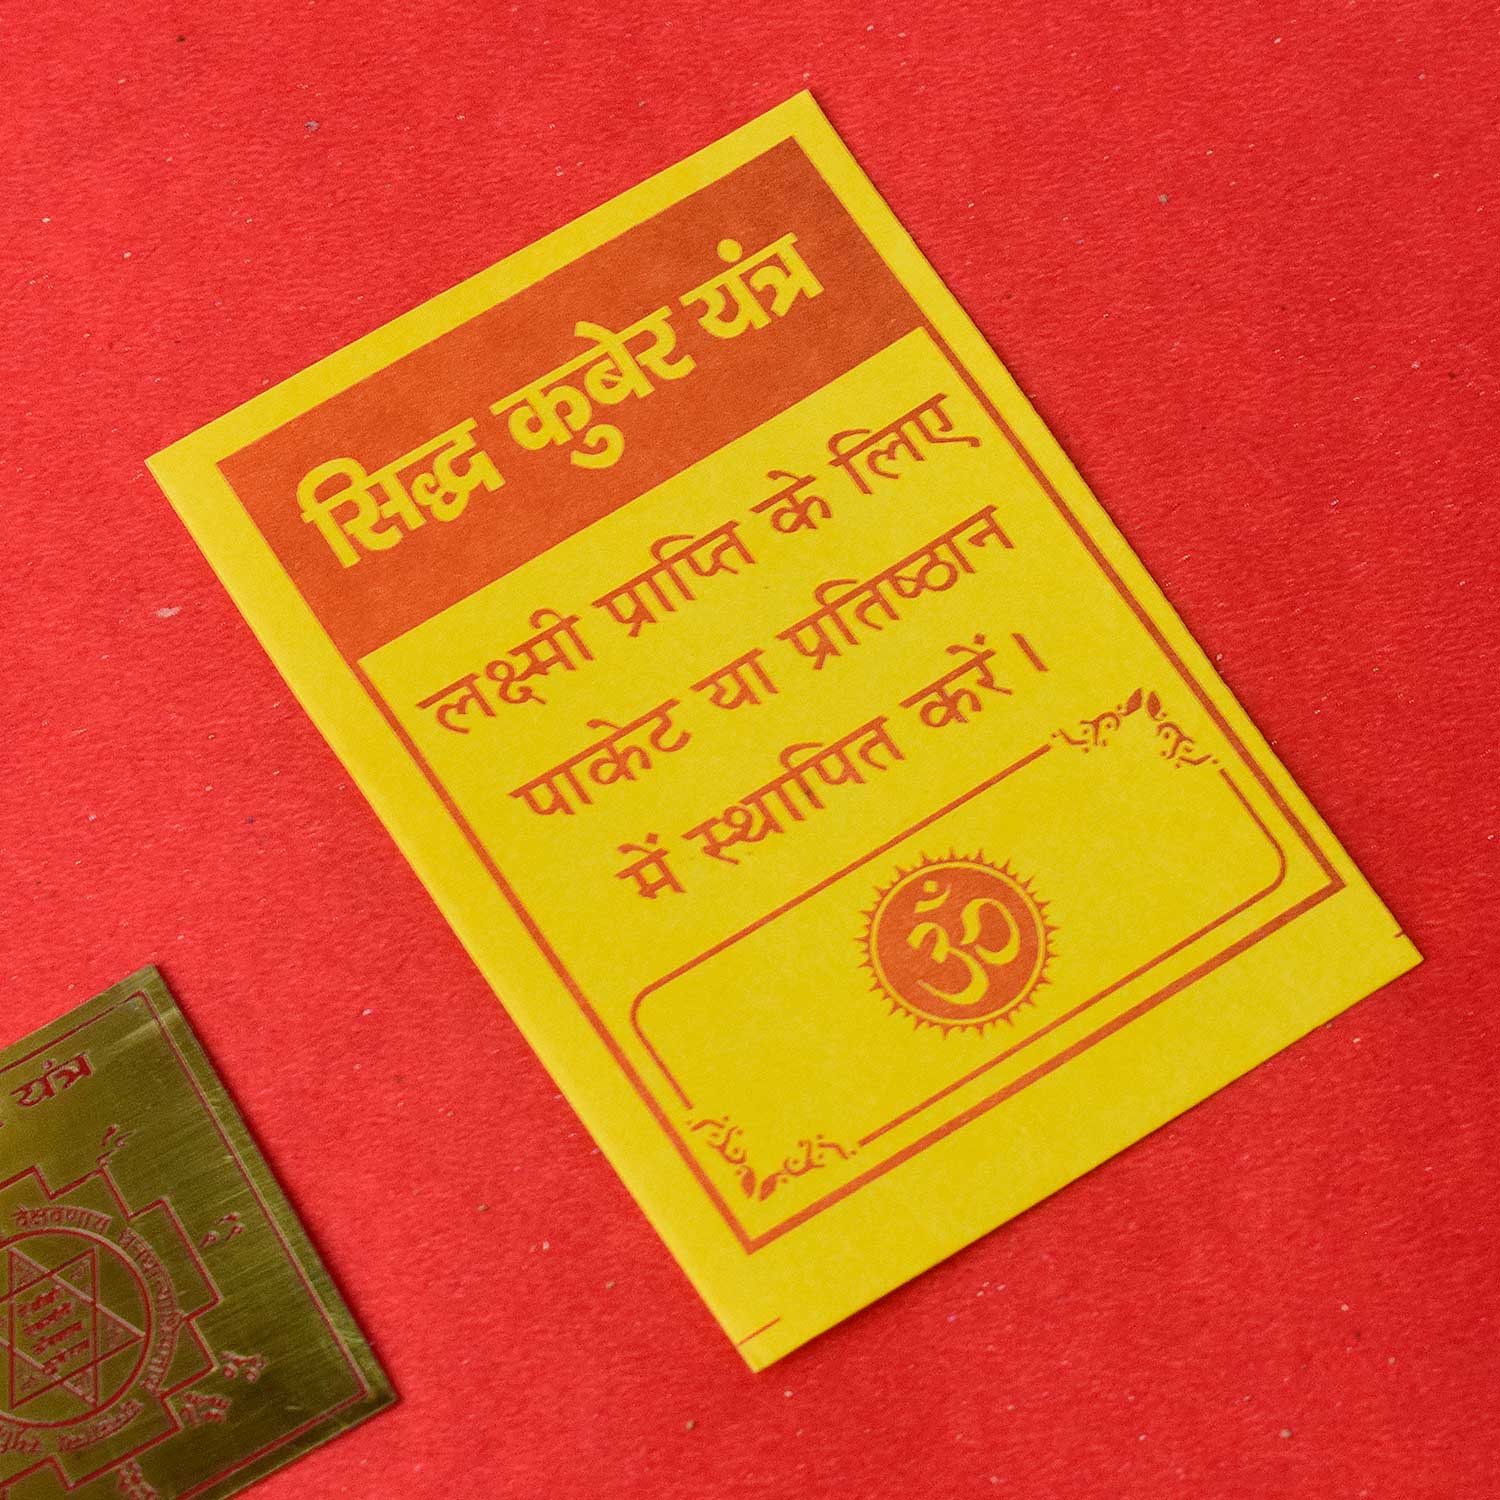 सिद्ध कुबेर यंत्र
लक्ष्मी प्राप्ति के लिए
पाकेट या प्रतिष्ठान
में स्थापित करें।
ॐ
यंत्र